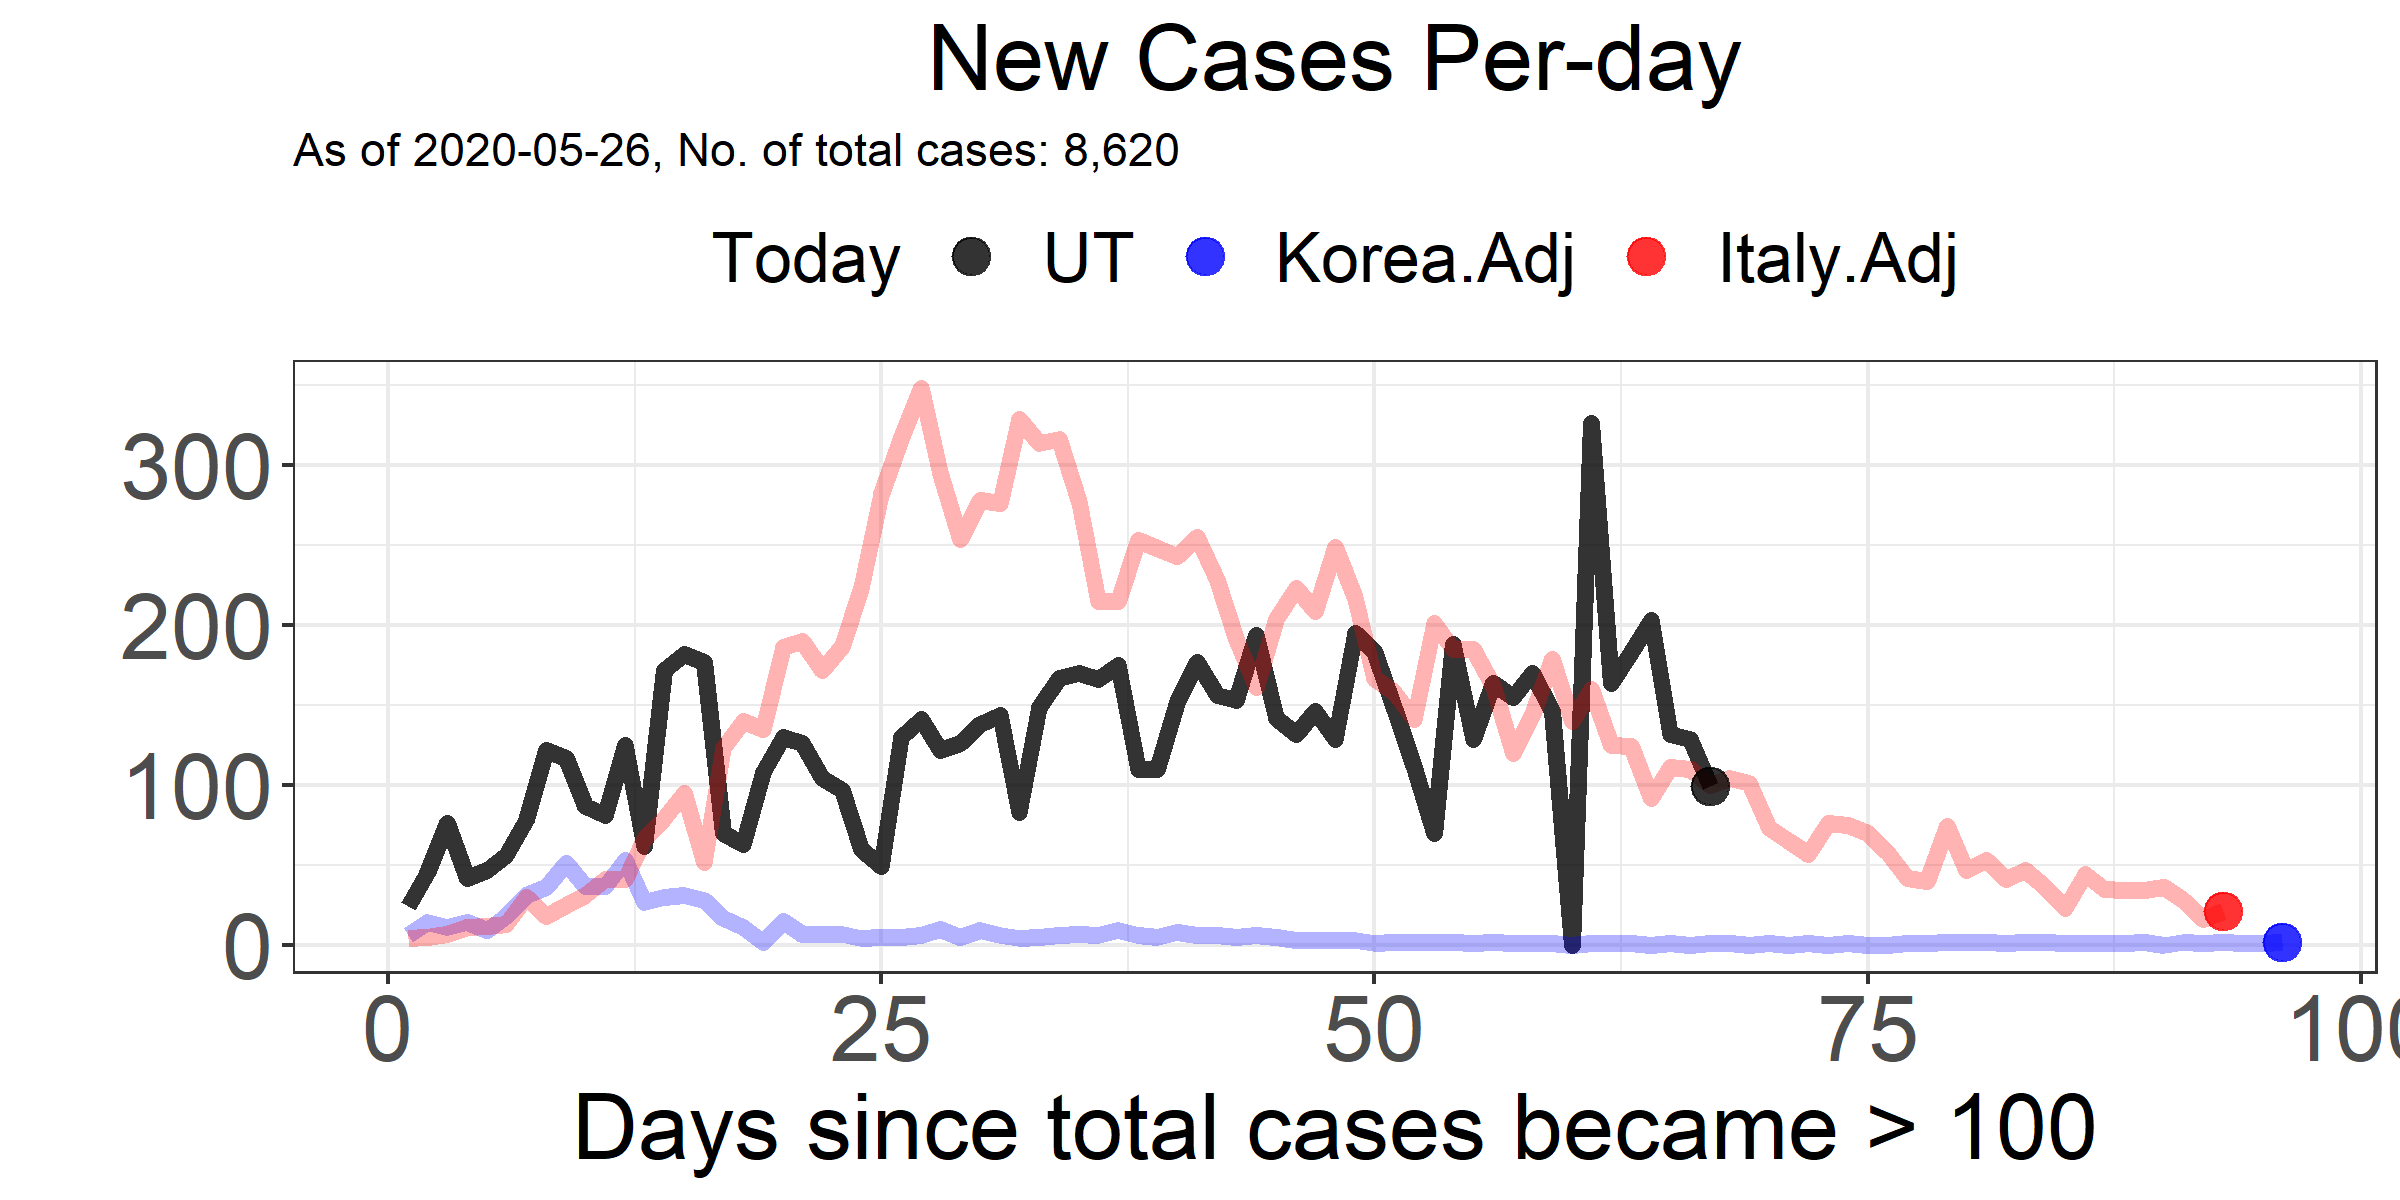 New Cases Per-day
As of 2020-05-26, No. of total cases: 8,620
Today UT Korea.Adj Italy.Adj
300
200
100
0
0 25 50 75 100
Days since total cases became > 100